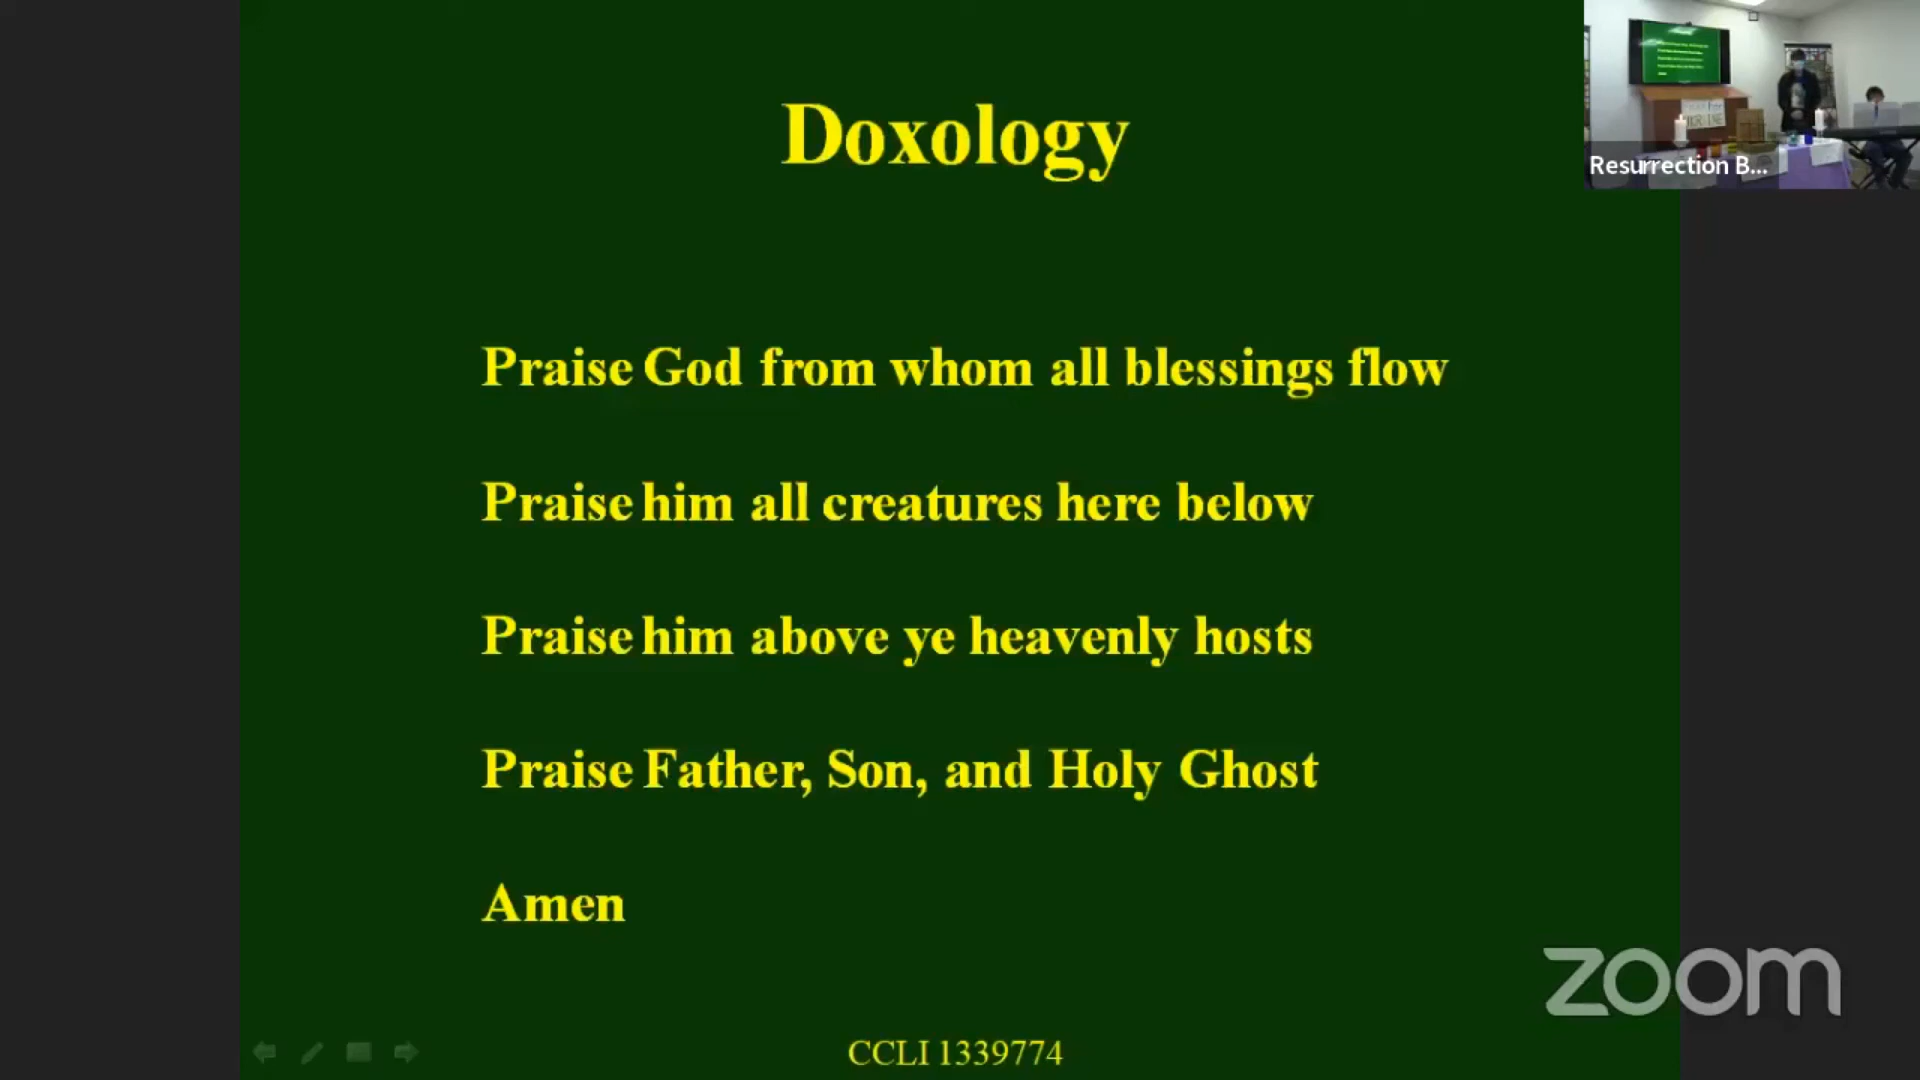 Doxology
Resurrection B...
Praise God from whom all blessings flow
Praise him all creatures here below
Praise him above ye heavenly hosts
Praise Father, Son, and Holy Ghost
Amen
zoom
CCLI 1339774